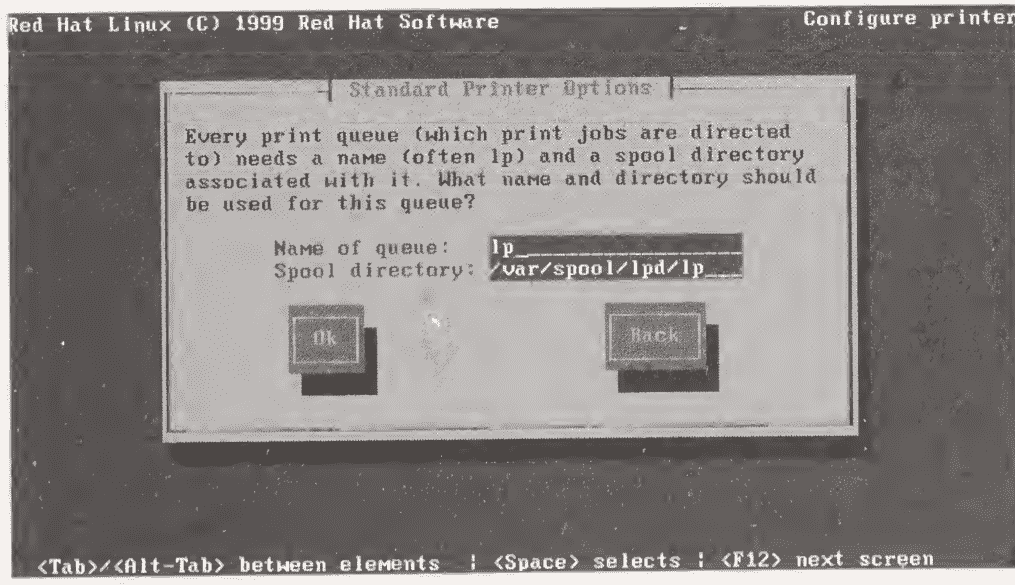 Red Hat Linux (C) 1999 Red Hat Software Configure printer
Standard Printer Options
Every print queue (which print jobs are directed
to) needs a name (often lp) and a spool directory
associated with it. What name and directory should
be used for this queue?
Name of queue: lp
Spool directory: /var/spool/lpd/lp
Ok Back
<Tab>/<Alt-Tab> between elements | <Space> selects | <F12> next screen